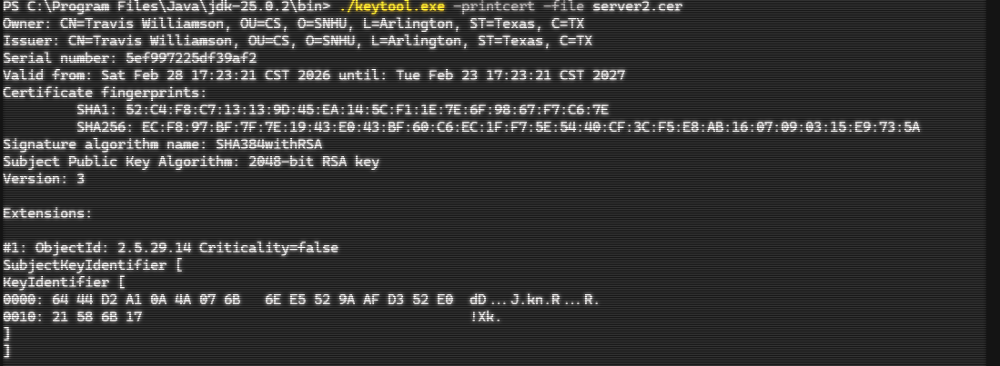 PS C:\Program Files\Java\jdk-25.0.2\bin> ./keytool.exe -printcert -file server2.cer
Owner: CN=Travis Williamson, OU=CS, O=SNHU, L=Arlington, ST=Texas, C=TX
Issuer: CN=Travis Williamson, OU=CS, O=SNHU, L=Arlington, ST=Texas, C=TX
Serial number: 5ef997225df39af2
Valid from: Sat Feb 28 17:23:21 CST 2026 until: Tue Feb 23 17:23:21 CST 2027
Certificate fingerprints:
         SHA1: 52:C4:F8:C7:13:13:9D:45:EA:14:5C:F1:1E:7E:6F:98:67:F7:C6:7E
         SHA256: EC:F8:97:BF:7F:7E:19:43:E0:43:BF:60:C6:EC:1F:F7:5E:54:40:CF:3C:F5:E8:AB:16:07:09:03:15:E9:73:5A
Signature algorithm name: SHA384withRSA
Subject Public Key Algorithm: 2048-bit RSA key
Version: 3

Extensions:

#1: ObjectId: 2.5.29.14 Criticality=false
SubjectKeyIdentifier [
KeyIdentifier [
0000: 64 44 D2 A1 0A 4A 07 6B   6E E5 52 9A AF D3 52 E0  dD...J.kn.R...R.
0010: 21 58 6B 17                                        !Xk.
]
]